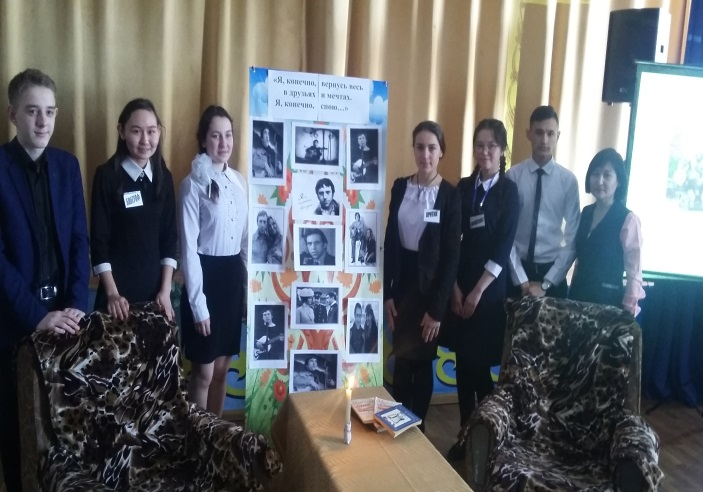 «Я, конечно, вернусь весь
в друзьях и мечтах.
Я, конечно, спою...»